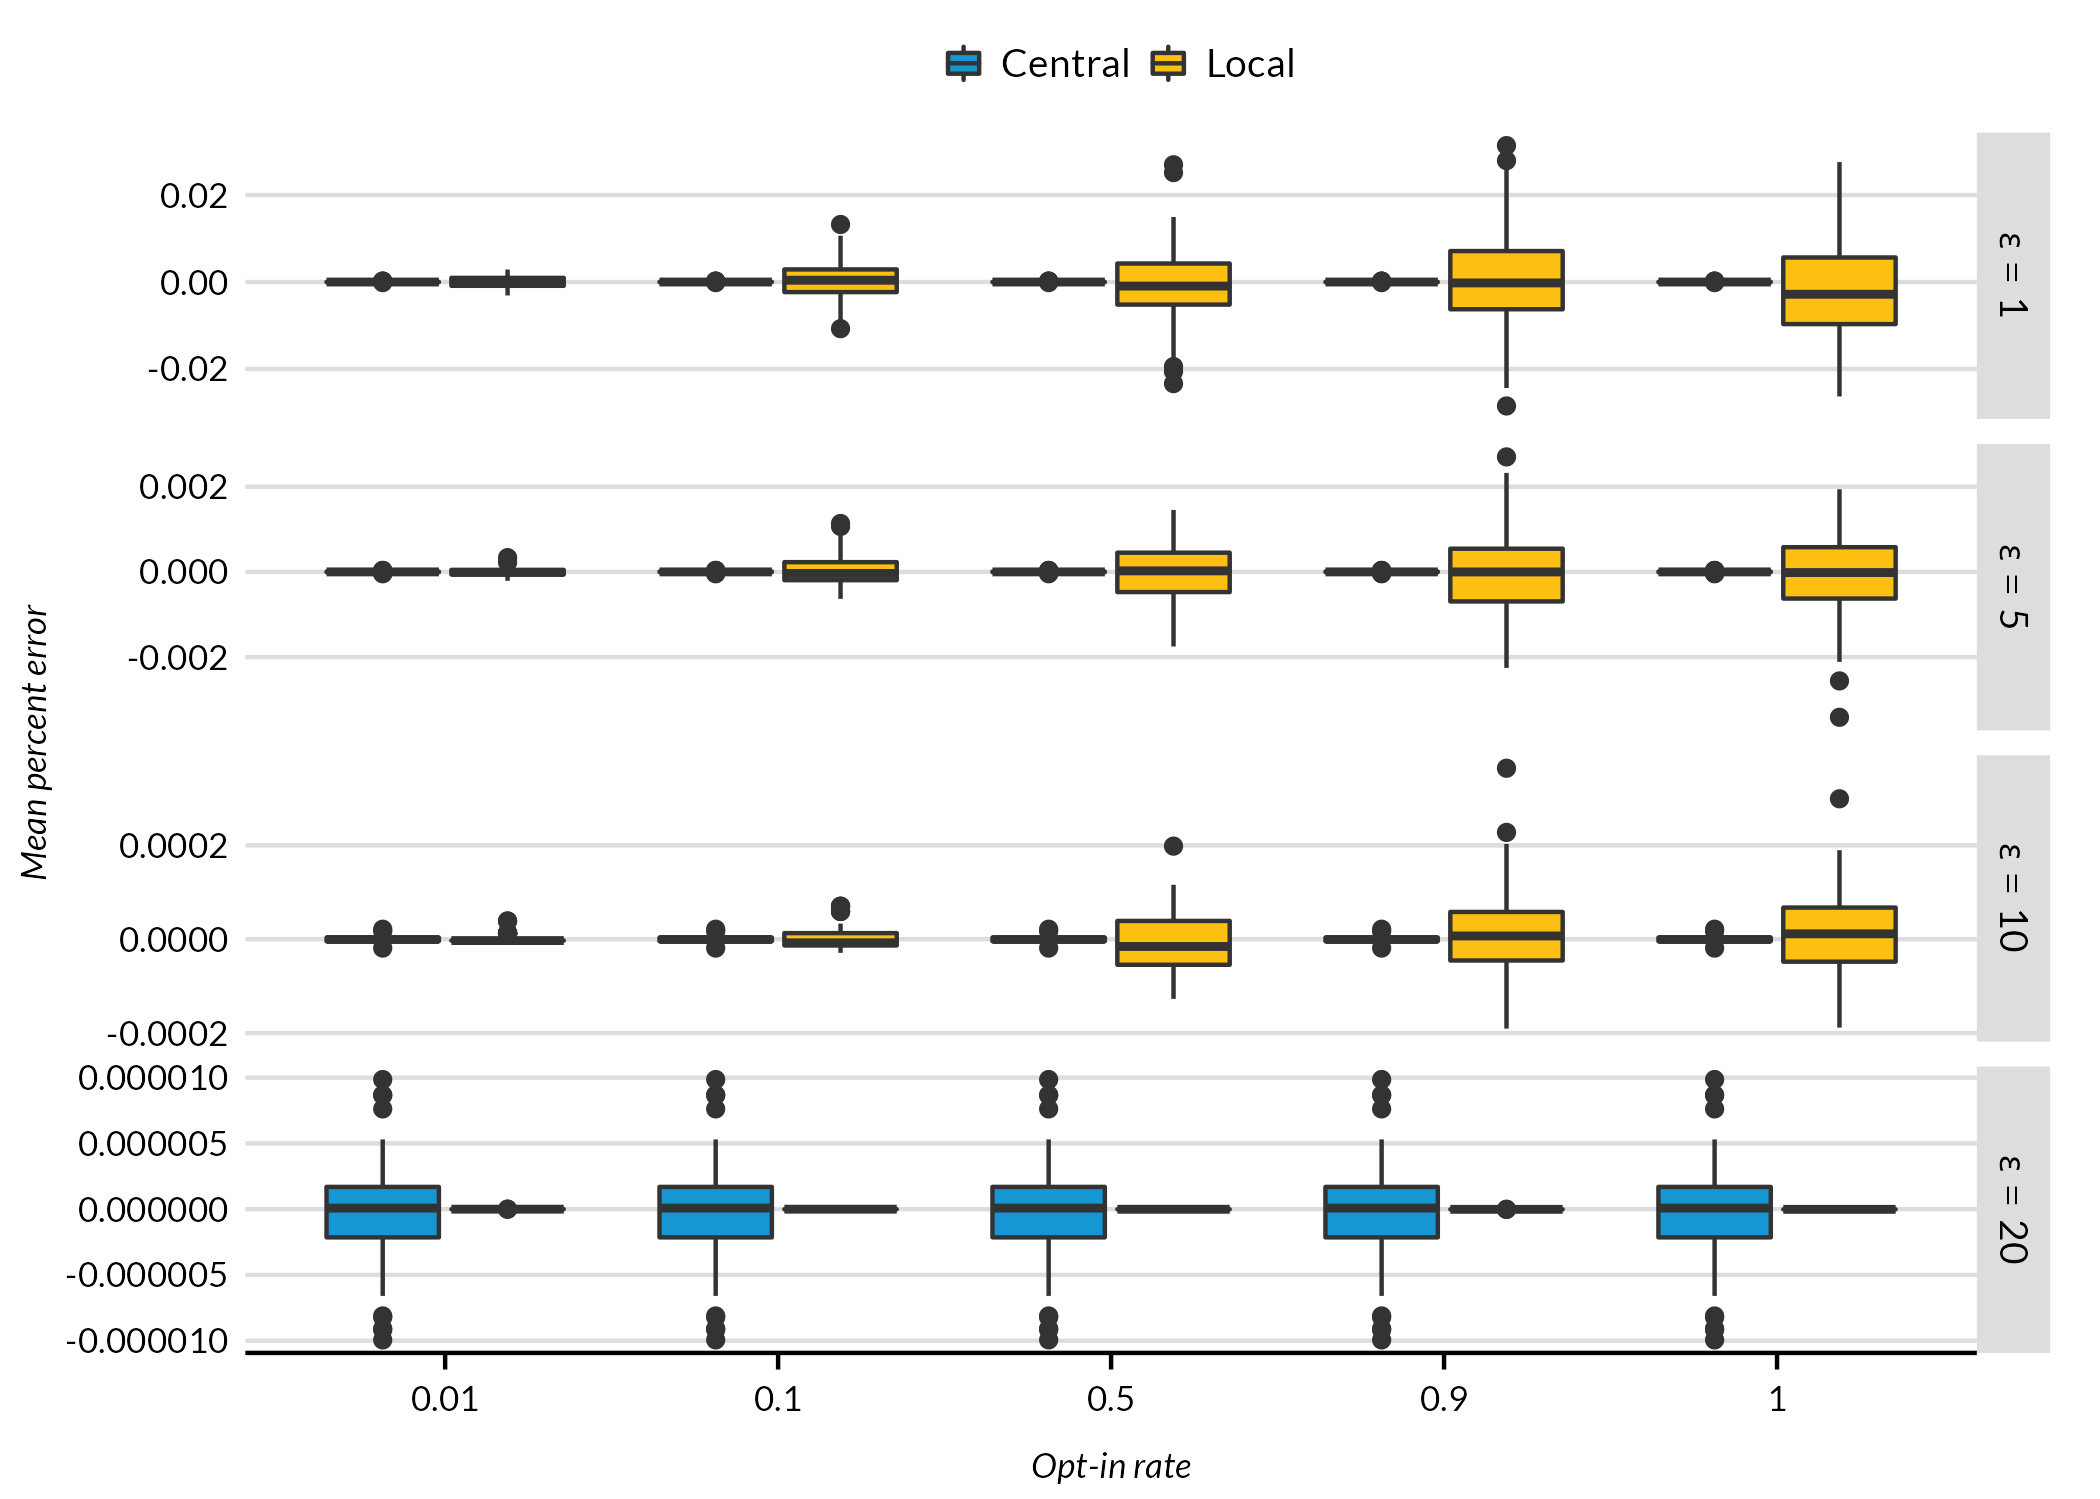 Central Local
0.02
0.00
-0.02
ε = 1
0.002
0.000
-0.002
ε = 5
Mean percent error
0.0002
0.0000
-0.0002
ε = 10
0.000010
0.000005
0.000000
-0.000005
-0.000010
ε = 20
0.01 0.1 0.5 0.9 1
Opt-in rate